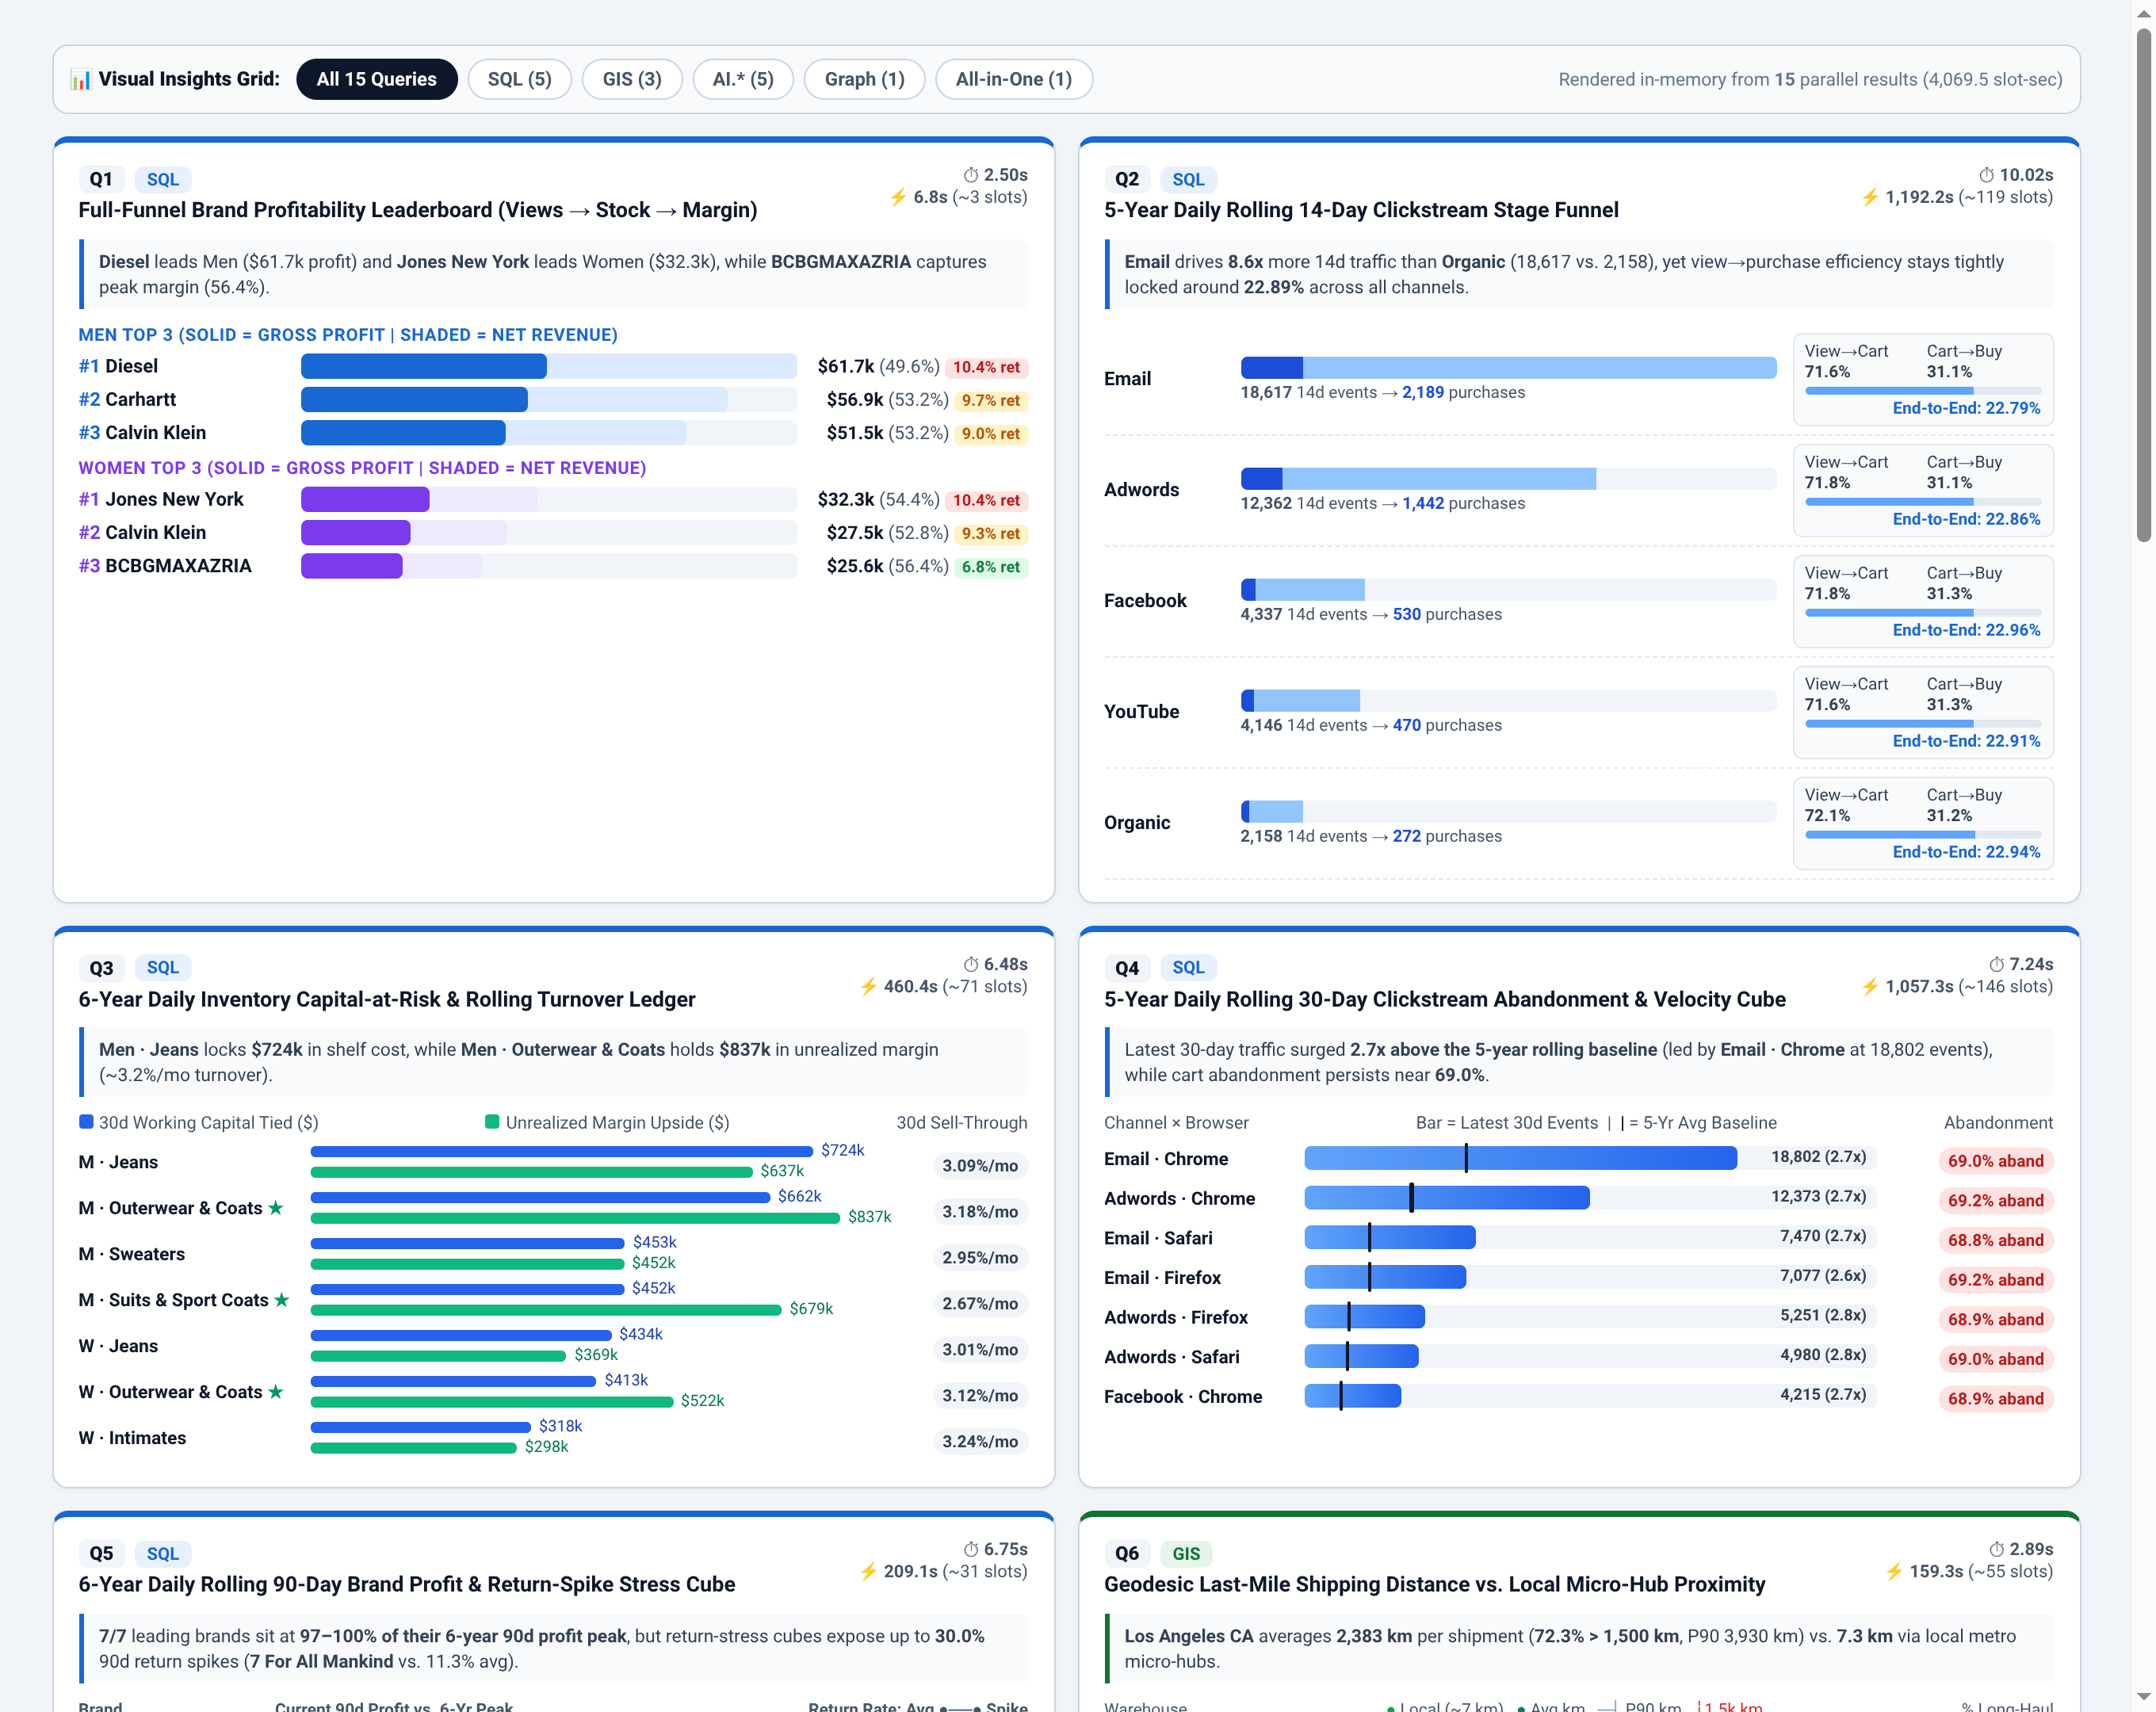 📊 Visual Insights Grid: All 15 Queries SQL (5) GIS (3) AI.* (5) Graph (1) All-in-One (1) Rendered in-memory from 15 parallel results (4,069.5 slot-sec)
Q1 SQL ⏱ 2.50s
⚡ 6.8s (~3 slots)
Full-Funnel Brand Profitability Leaderboard (Views → Stock → Margin)
Diesel leads Men ($61.7k profit) and Jones New York leads Women ($32.3k), while BCBGMAXAZRIA captures
peak margin (56.4%).
MEN TOP 3 (SOLID = GROSS PROFIT | SHADED = NET REVENUE)
#1 Diesel $61.7k (49.6%) 10.4% ret
#2 Carhartt $56.9k (53.2%) 9.7% ret
#3 Calvin Klein $51.5k (53.2%) 9.0% ret
WOMEN TOP 3 (SOLID = GROSS PROFIT | SHADED = NET REVENUE)
#1 Jones New York $32.3k (54.4%) 10.4% ret
#2 Calvin Klein $27.5k (52.8%) 9.3% ret
#3 BCBGMAXAZRIA $25.6k (56.4%) 6.8% ret
Q2 SQL ⏱ 10.02s
⚡ 1,192.2s (~119 slots)
5-Year Daily Rolling 14-Day Clickstream Stage Funnel
Email drives 8.6x more 14d traffic than Organic (18,617 vs. 2,158), yet view→purchase efficiency stays tightly
locked around 22.89% across all channels.
Email
18,617 14d events → 2,189 purchases
View→Cart Cart→Buy
71.6% 31.1%
End-to-End: 22.79%
Adwords
12,362 14d events → 1,442 purchases
View→Cart Cart→Buy
71.8% 31.1%
End-to-End: 22.86%
Facebook
4,337 14d events → 530 purchases
View→Cart Cart→Buy
71.8% 31.3%
End-to-End: 22.96%
YouTube
4,146 14d events → 470 purchases
View→Cart Cart→Buy
71.6% 31.3%
End-to-End: 22.91%
Organic
2,158 14d events → 272 purchases
View→Cart Cart→Buy
72.1% 31.2%
End-to-End: 22.94%
Q3 SQL ⏱ 6.48s
⚡ 460.4s (~71 slots)
6-Year Daily Inventory Capital-at-Risk & Rolling Turnover Ledger
Men · Jeans locks $724k in shelf cost, while Men · Outerwear & Coats holds $837k in unrealized margin
(~3.2%/mo turnover).
30d Working Capital Tied ($) Unrealized Margin Upside ($) 30d Sell-Through
M · Jeans $724k $637k 3.09%/mo
M · Outerwear & Coats ★ $662k $837k 3.18%/mo
M · Sweaters $453k $452k 2.95%/mo
M · Suits & Sport Coats ★ $452k $679k 2.67%/mo
W · Jeans $434k $369k 3.01%/mo
W · Outerwear & Coats ★ $413k $522k 3.12%/mo
W · Intimates $318k $298k 3.24%/mo
Q4 SQL ⏱ 7.24s
⚡ 1,057.3s (~146 slots)
5-Year Daily Rolling 30-Day Clickstream Abandonment & Velocity Cube
Latest 30-day traffic surged 2.7x above the 5-year rolling baseline (led by Email · Chrome at 18,802 events),
while cart abandonment persists near 69.0%.
Channel × Browser Bar = Latest 30d Events | | = 5-Yr Avg Baseline Abandonment
Email · Chrome 18,802 (2.7x) 69.0% aband
Adwords · Chrome 12,373 (2.7x) 69.2% aband
Email · Safari 7,470 (2.7x) 68.8% aband
Email · Firefox 7,077 (2.6x) 69.2% aband
Adwords · Firefox 5,251 (2.8x) 68.9% aband
Adwords · Safari 4,980 (2.8x) 69.0% aband
Facebook · Chrome 4,215 (2.7x) 68.9% aband
Q5 SQL ⏱ 6.75s
⚡ 209.1s (~31 slots)
6-Year Daily Rolling 90-Day Brand Profit & Return-Spike Stress Cube
7/7 leading brands sit at 97–100% of their 6-year 90d profit peak, but return-stress cubes expose up to 30.0%
90d return spikes (7 For All Mankind vs. 11.3% avg).
Brand Current 90d Profit vs. 6-Yr Peak Return Rate: Avg ●—● Spike
Q6 GIS ⏱ 2.89s
⚡ 159.3s (~55 slots)
Geodesic Last-Mile Shipping Distance vs. Local Micro-Hub Proximity
Los Angeles CA averages 2,383 km per shipment (72.3% > 1,500 km, P90 3,930 km) vs. 7.3 km via local metro
micro-hubs.
Warehouse ● Local (~7 km) ● Avg km —| P90 km ¦ 1.5k km % Long-Haul